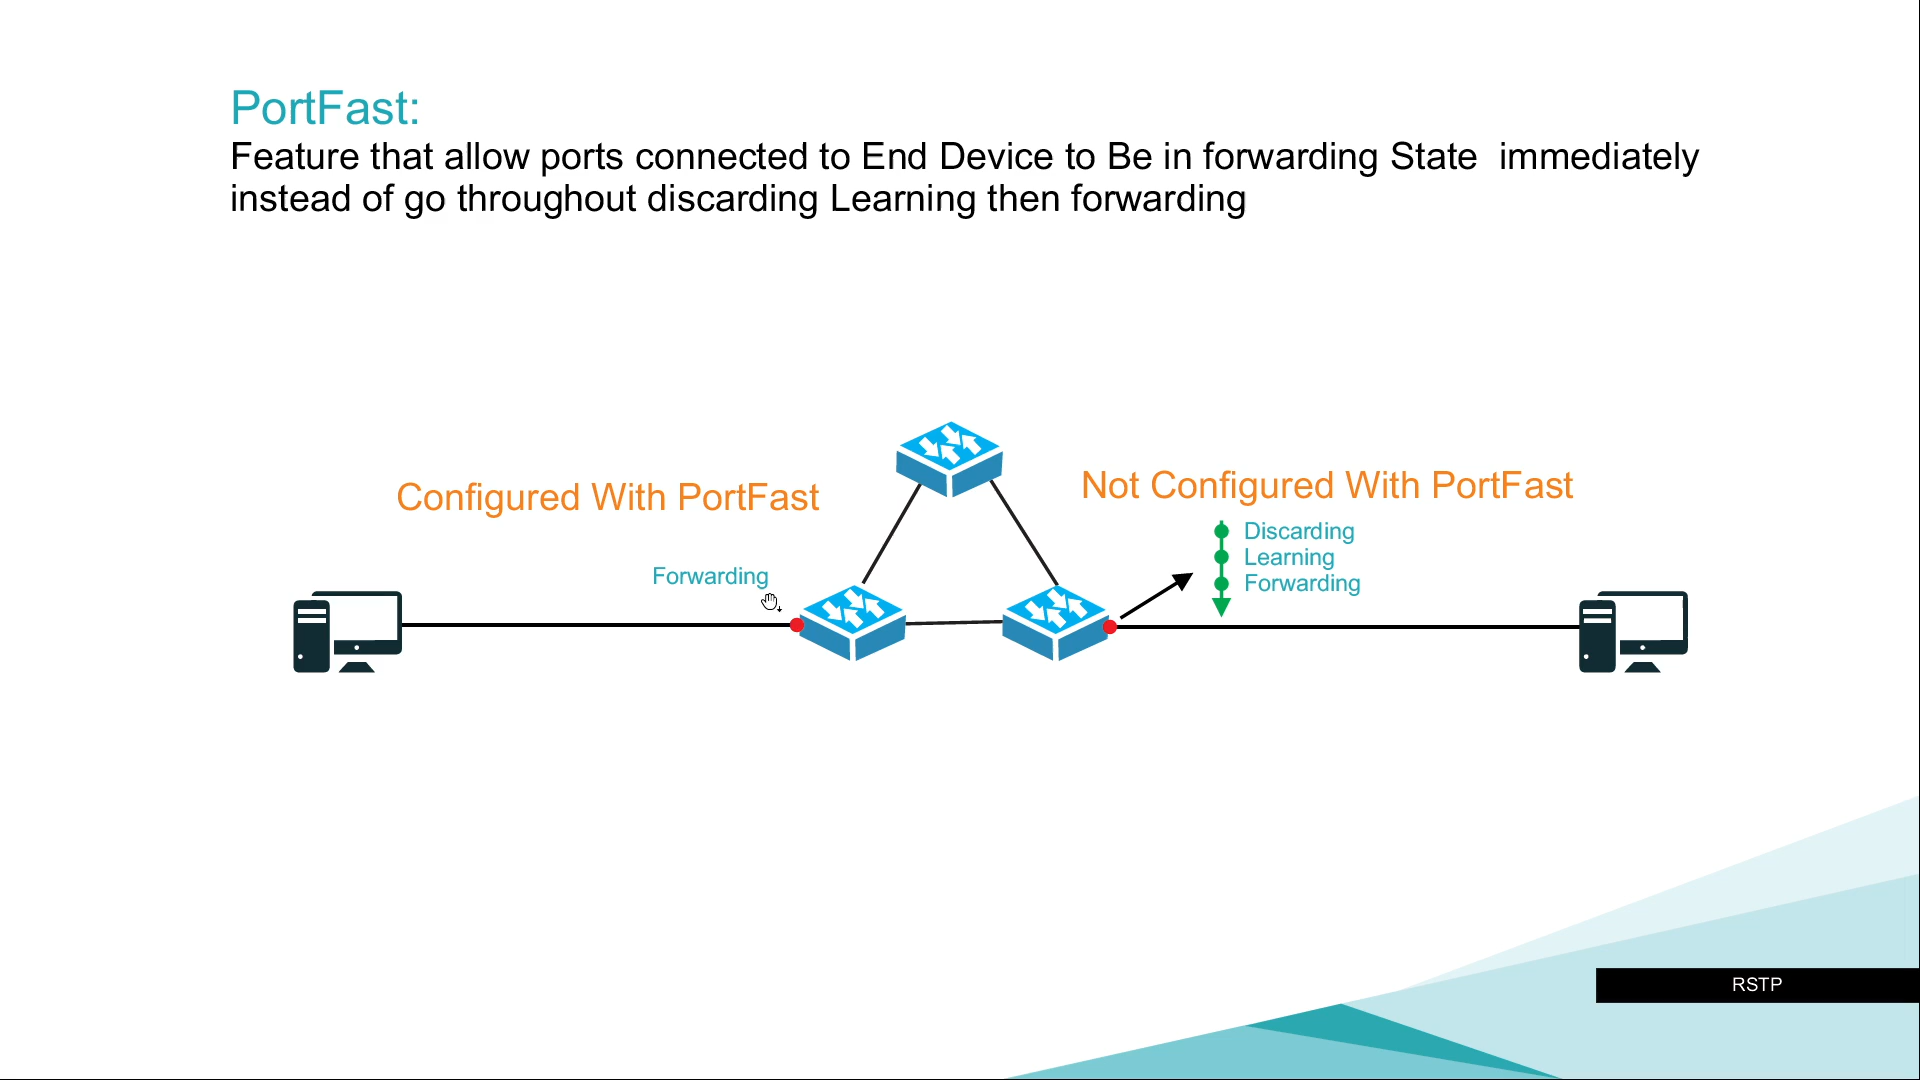 PortFast:
Feature that allow ports connected to End Device to Be in forwarding State  immediately
instead of go throughout discarding Learning then forwarding
Configured With PortFast
Not Configured With PortFast
Discarding
Learning
Forwarding
Forwarding
RSTP